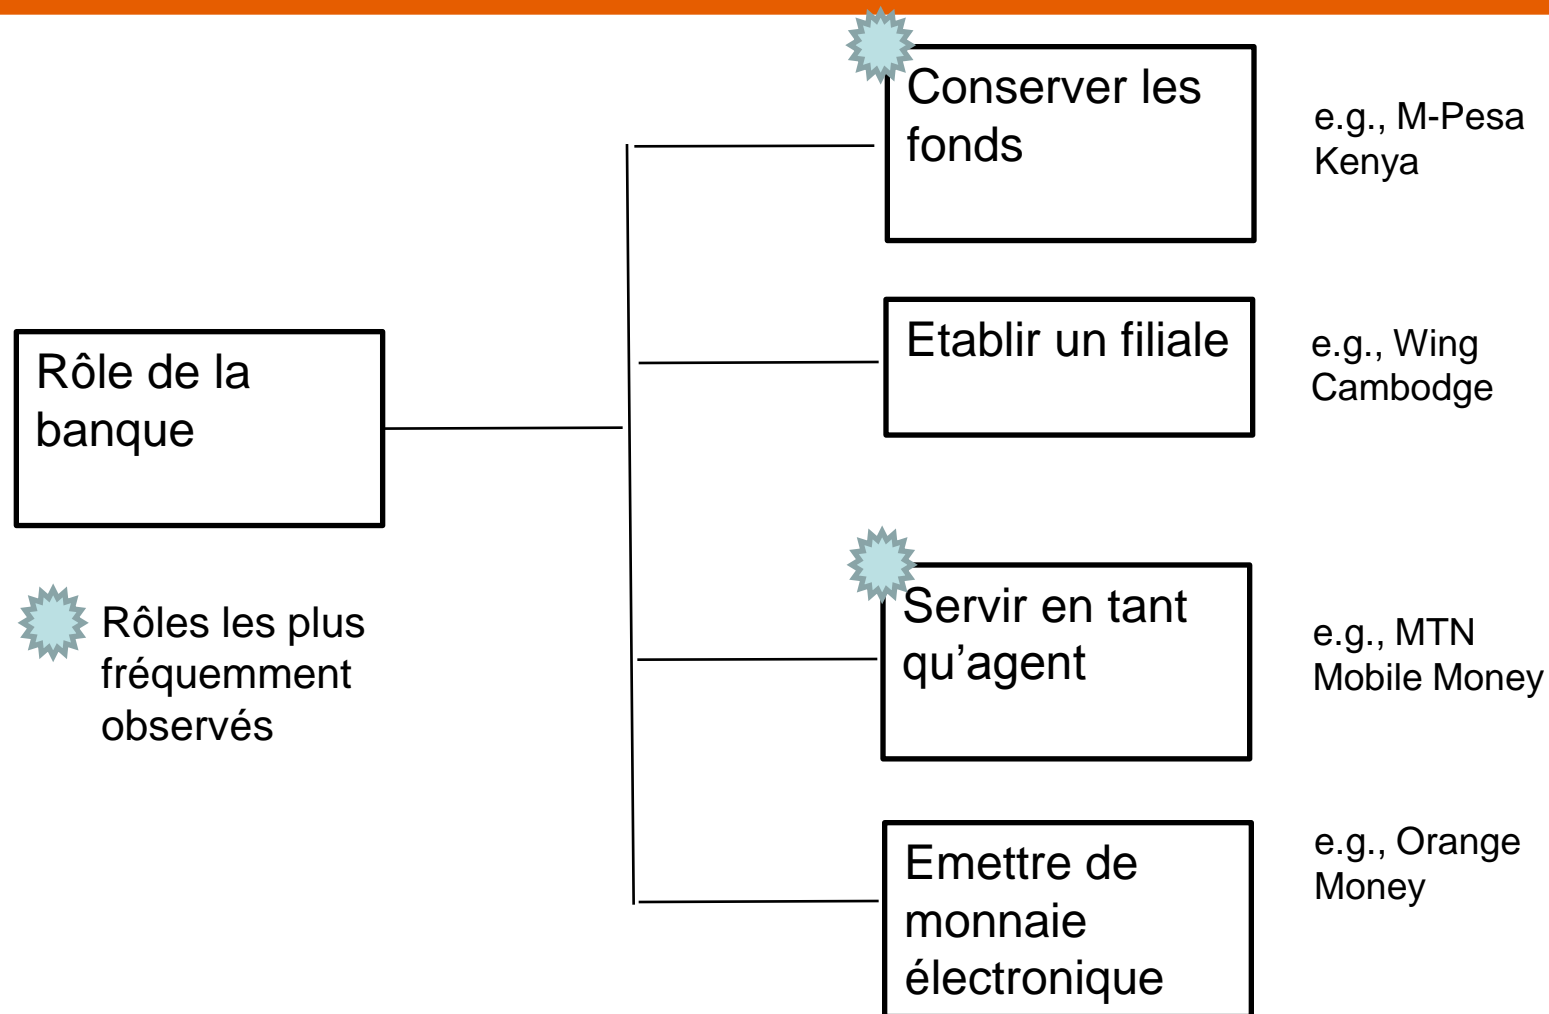 Conserver les
fonds
e.g., M-Pesa
Kenya
Etablir un filiale
e.g., Wing
Cambodge
Rôle de la
banque
Rôles les plus
fréquemment
observés
Servir en tant
qu’agent
e.g., MTN
Mobile Money
Emettre de
monnaie
électronique
e.g., Orange
Money